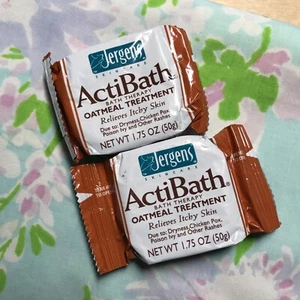 Jergens
SKIN CARE
ActiBath
BATH THERAPY
OATMEAL TREATMENT
Relieves Itchy Skin
Due to: Dryness, Chicken Pox,
Poison Ivy and Other Rashes
NET WT 1.75 OZ (50g)
Jergens
SKINCARE
ActiBath®
BATH THERAPY
OATMEAL TREATMENT
Relieves Itchy Skin
Due to: Dryness, Chicken Pox,
Poison Ivy and Other Rashes
NET WT 1.75 OZ (50g)